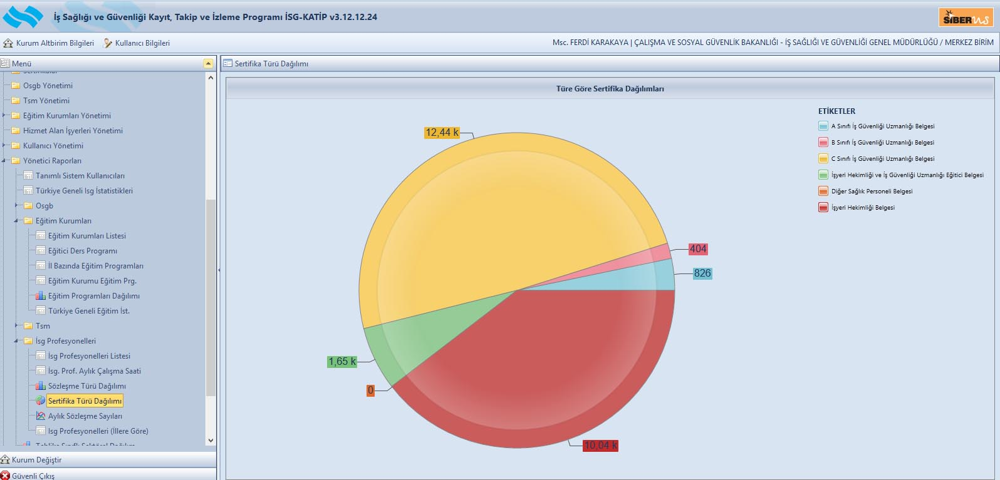 İş Sağlığı ve Güvenliği Kayıt, Takip ve İzleme Programı İSG-KATİP v3.12.12.24
SİBERus
Kurum Altbirim Bilgileri
Kullanıcı Bilgileri
Msc. FERDİ KARAKAYA | ÇALIŞMA VE SOSYAL GÜVENLİK BAKANLIĞI - İŞ SAĞLIĞI VE GÜVENLİĞİ GENEL MÜDÜRLÜĞÜ / MERKEZ BİRİM
Menü
Osgb Yönetimi
Tsm Yönetimi
Eğitim Kurumları Yönetimi
Hizmet Alan İşyerleri Yönetimi
Kullanıcı Yönetimi
Yönetici Raporları
Tanımlı Sistem Kullanıcıları
Türkiye Geneli Isg İstatistikleri
Osgb
Eğitim Kurumları
Eğitim Kurumları Listesi
Eğitici Ders Programı
İl Bazında Eğitim Programları
Eğitim Kurumu Eğitim Prg.
Eğitim Programları Dağılımı
Türkiye Geneli Eğitim İst.
Tsm
İsg Profesyonelleri
İsg Profesyonelleri Listesi
İsg. Prof. Aylık Çalışma Saati
Sözleşme Türü Dağılımı
Sertifika Türü Dağılımı
Aylık Sözleşme Sayıları
Isg Profesyonelleri (İllere Göre)
Kurum Değiştir
Güvenli Çıkış
Sertifika Türü Dağılımı
Türe Göre Sertifika Dağılımları
12,44 k
404
826
1,65 k
0
10,04 k
ETİKETLER
A Sınıfı İş Güvenliği Uzmanlığı Belgesi
B Sınıfı İş Güvenliği Uzmanlığı Belgesi
C Sınıfı İş Güvenliği Uzmanlığı Belgesi
İşyeri Hekimliği ve İş Güvenliği Uzmanlığı Eğitici Belgesi
Diğer Sağlık Personeli Belgesi
İşyeri Hekimliği Belgesi